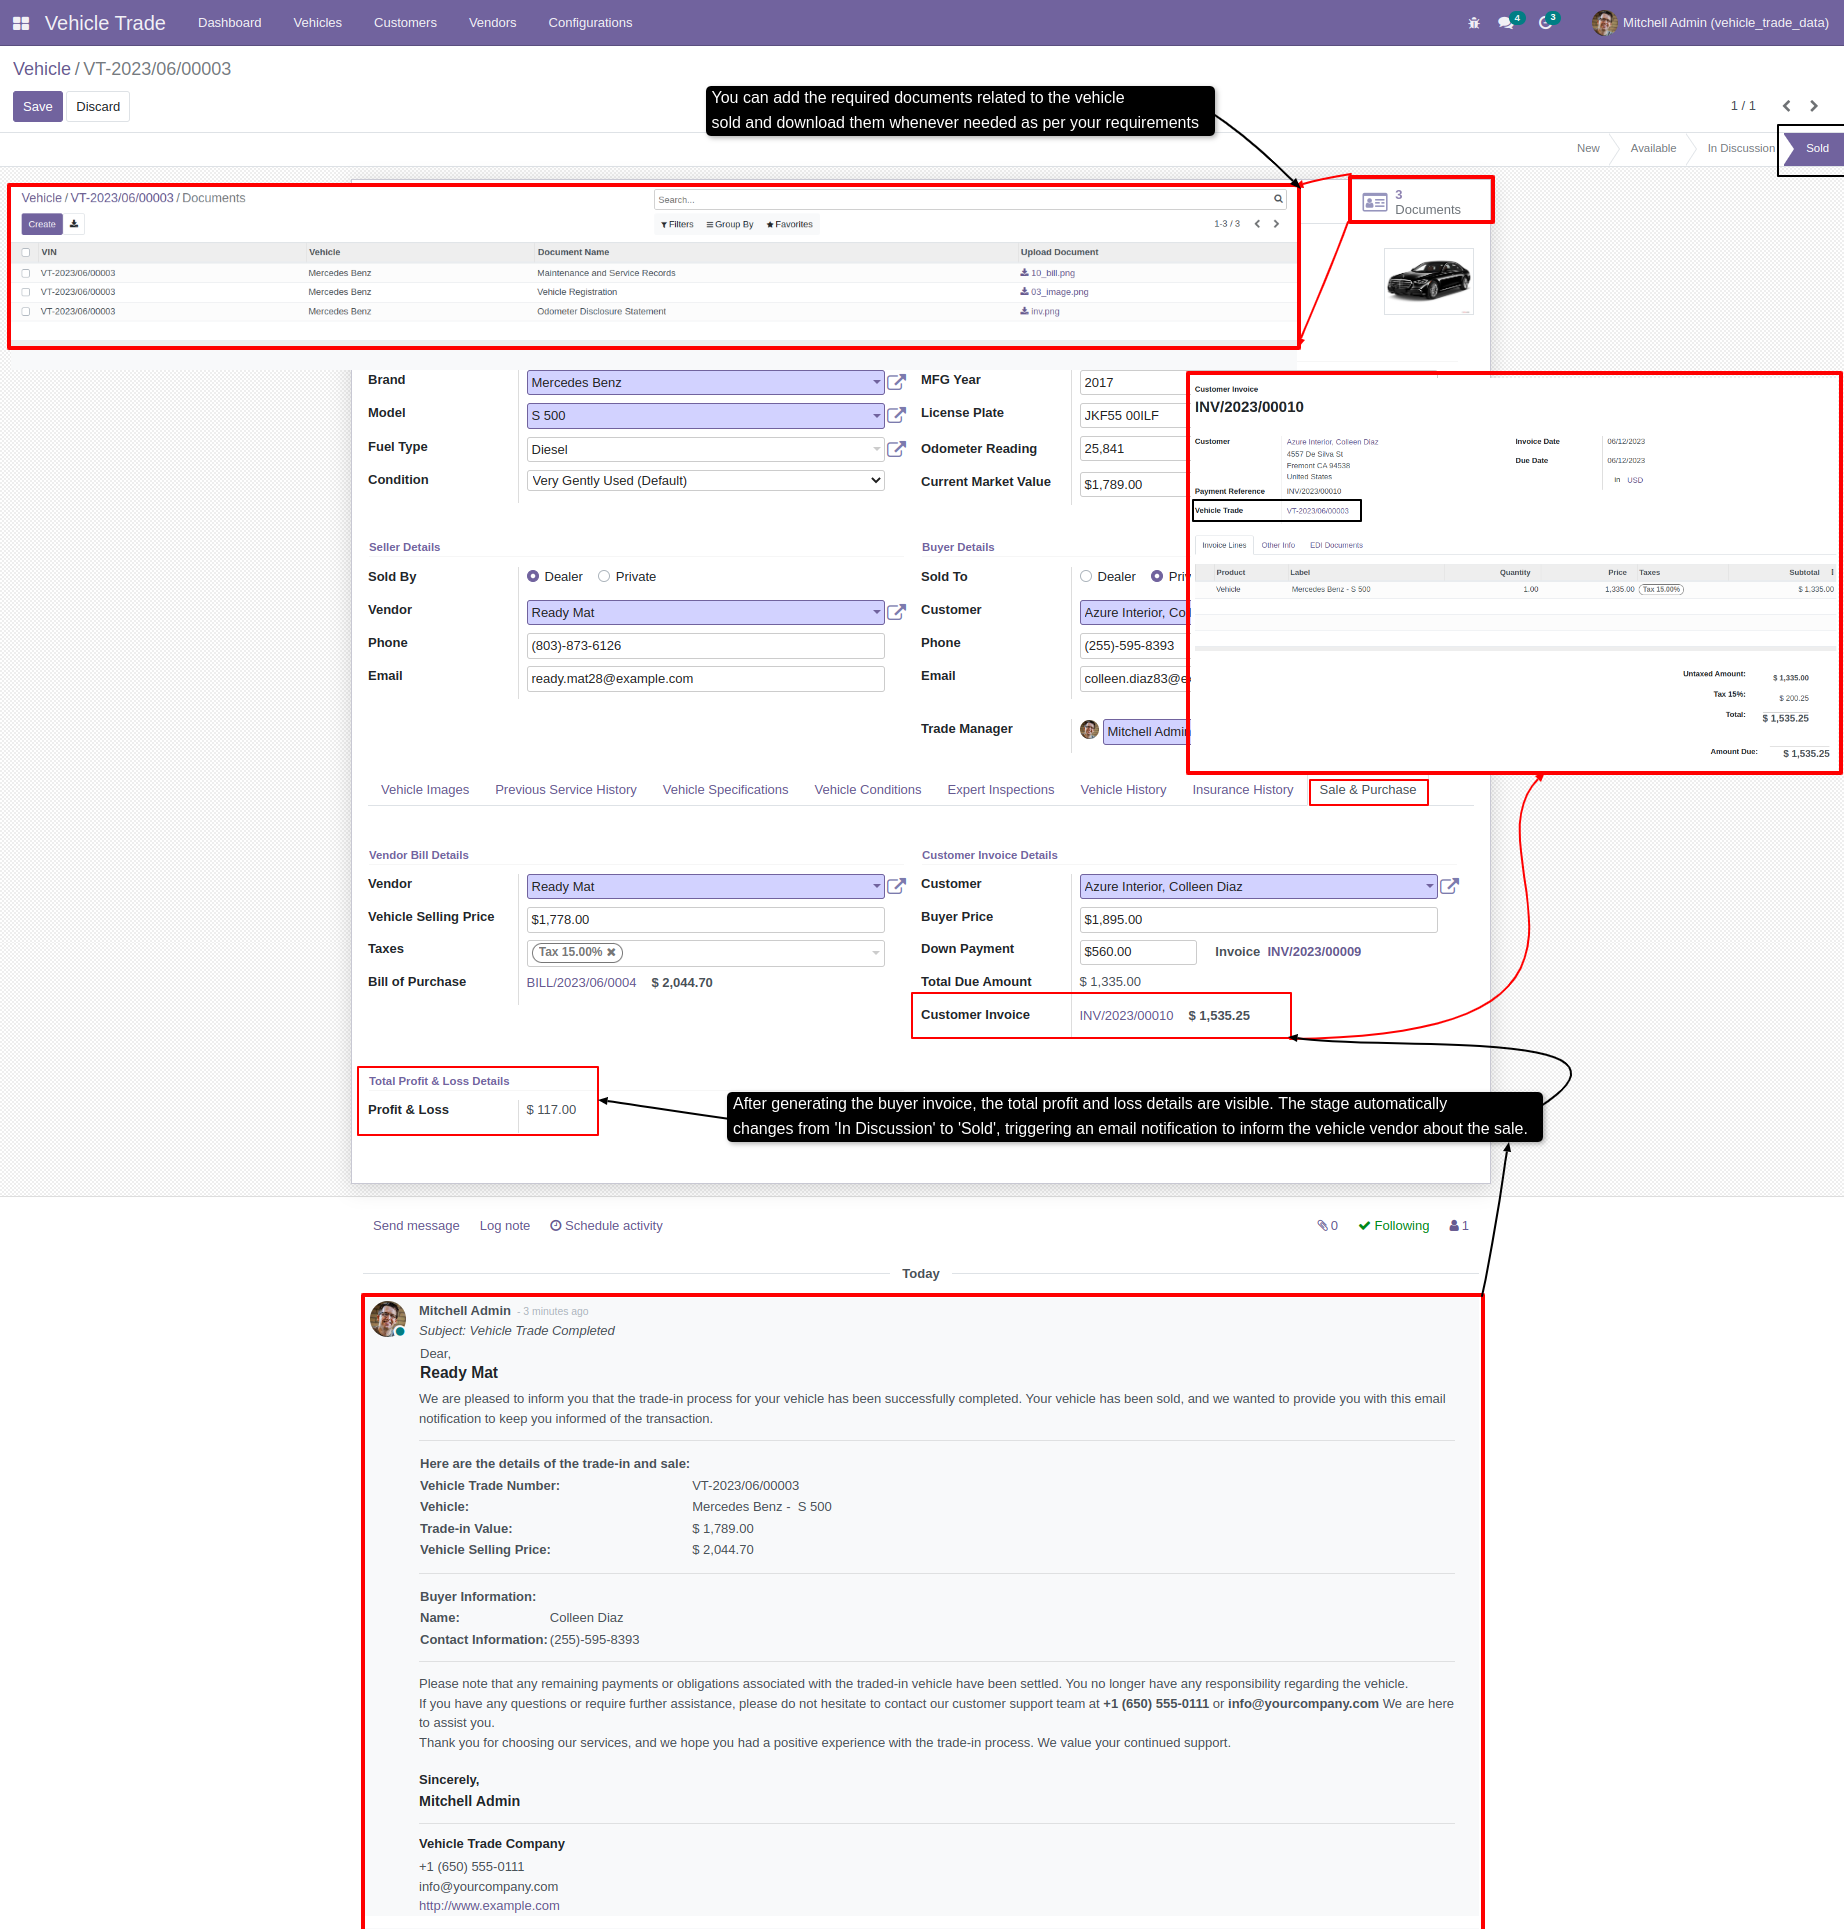 Vehicle Trade Dashboard Vehicles Customers Vendors Configurations 4 3 Mitchell Admin (vehicle_trade_data)
Vehicle / VT-2023/06/00003
Save Discard
1 / 1
You can add the required documents related to the vehicle
sold and download them whenever needed as per your requirements
New Available In Discussion Sold
Vehicle / VT-2023/06/00003 / Documents
Search...
3
Documents
Create
Filters Group By Favorites
1-3 / 3
VIN Vehicle Document Name Upload Document
VT-2023/06/00003 Mercedes Benz Maintenance and Service Records 10_bill.png
VT-2023/06/00003 Mercedes Benz Vehicle Registration 03_image.png
VT-2023/06/00003 Mercedes Benz Odometer Disclosure Statement inv.png
Brand Mercedes Benz
Model S 500
Fuel Type Diesel
Condition Very Gently Used (Default)
MFG Year 2017
License Plate JKF55 00ILF
Odometer Reading 25,841
Current Market Value $1,789.00
Customer Invoice
INV/2023/00010
Customer Azure Interior, Colleen Diaz
4557 De Silva St
Fremont CA 94538
United States
Invoice Date 06/12/2023
Due Date 06/12/2023
in USD
Payment Reference INV/2023/00010
Vehicle Trade VT-2023/06/00003
Invoice Lines Other Info EDI Documents
Product Label Quantity Price Taxes Subtotal
Vehicle Mercedes Benz - S 500 1.00 1,335.00 Tax 15.00% $ 1,335.00
Untaxed Amount: $ 1,335.00
Tax 15%: $ 200.25
Total: $ 1,535.25
Amount Due: $ 1,535.25
Seller Details
Sold By Dealer Private
Vendor Ready Mat
Phone (803)-873-6126
Email ready.mat28@example.com
Buyer Details
Sold To Dealer Priv
Customer Azure Interior, Col
Phone (255)-595-8393
Email colleen.diaz83@e
Trade Manager Mitchell Admin
Vehicle Images Previous Service History Vehicle Specifications Vehicle Conditions Expert Inspections Vehicle History Insurance History Sale & Purchase
Vendor Bill Details
Vendor Ready Mat
Vehicle Selling Price $1,778.00
Taxes Tax 15.00%
Bill of Purchase BILL/2023/06/0004 $ 2,044.70
Customer Invoice Details
Customer Azure Interior, Colleen Diaz
Buyer Price $1,895.00
Down Payment $560.00 Invoice INV/2023/00009
Total Due Amount $ 1,335.00
Customer Invoice INV/2023/00010 $ 1,535.25
Total Profit & Loss Details
Profit & Loss $ 117.00
After generating the buyer invoice, the total profit and loss details are visible. The stage automatically
changes from 'In Discussion' to 'Sold', triggering an email notification to inform the vehicle vendor about the sale.
Send message Log note Schedule activity 0 Following 1
Today
Mitchell Admin - 3 minutes ago
Subject: Vehicle Trade Completed
Dear,
Ready Mat
We are pleased to inform you that the trade-in process for your vehicle has been successfully completed. Your vehicle has been sold, and we wanted to provide you with this email
notification to keep you informed of the transaction.
Here are the details of the trade-in and sale:
Vehicle Trade Number: VT-2023/06/00003
Vehicle: Mercedes Benz - S 500
Trade-in Value: $ 1,789.00
Vehicle Selling Price: $ 2,044.70
Buyer Information:
Name: Colleen Diaz
Contact Information: (255)-595-8393
Please note that any remaining payments or obligations associated with the traded-in vehicle have been settled. You no longer have any responsibility regarding the vehicle.
If you have any questions or require further assistance, please do not hesitate to contact our customer support team at +1 (650) 555-0111 or info@yourcompany.com We are here
to assist you.
Thank you for choosing our services, and we hope you had a positive experience with the trade-in process. We value your continued support.
Sincerely,
Mitchell Admin
Vehicle Trade Company
+1 (650) 555-0111
info@yourcompany.com
http://www.example.com